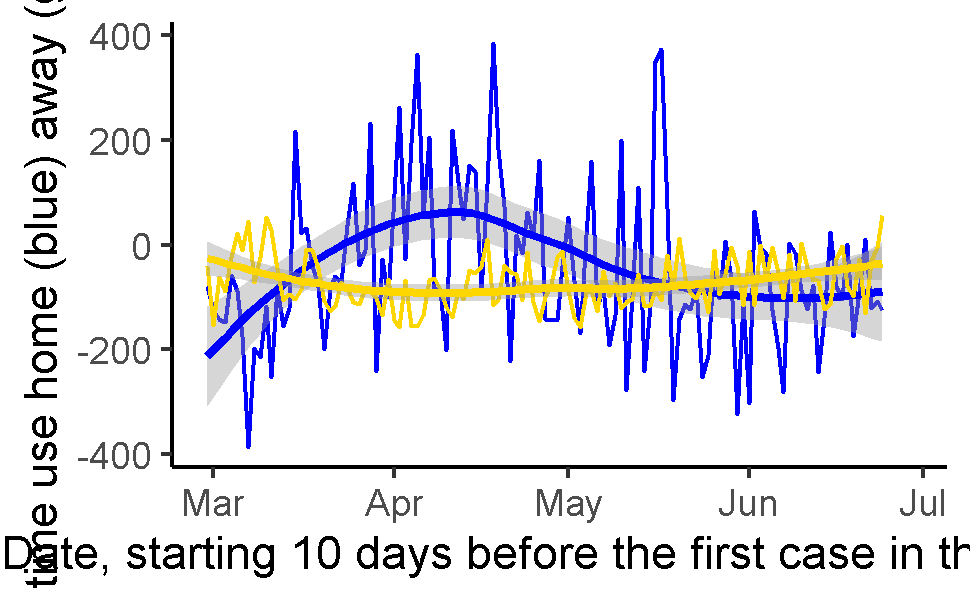 400
200
0
-200
-400
Mar Apr May Jun Jul
time use home (blue) away
Date, starting 10 days before the first case in